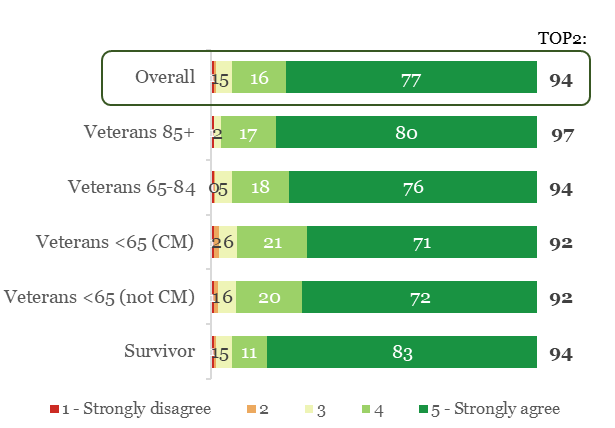 TOP2:
Overall 1 5 16 77 94
Veterans 85+ 2 17 80 97
Veterans 65-84 0 5 18 76 94
Veterans <65 (CM) 2 6 21 71 92
Veterans <65 (not CM) 1 6 20 72 92
Survivor 1 5 11 83 94
1 - Strongly disagree 2 3 4 5 - Strongly agree